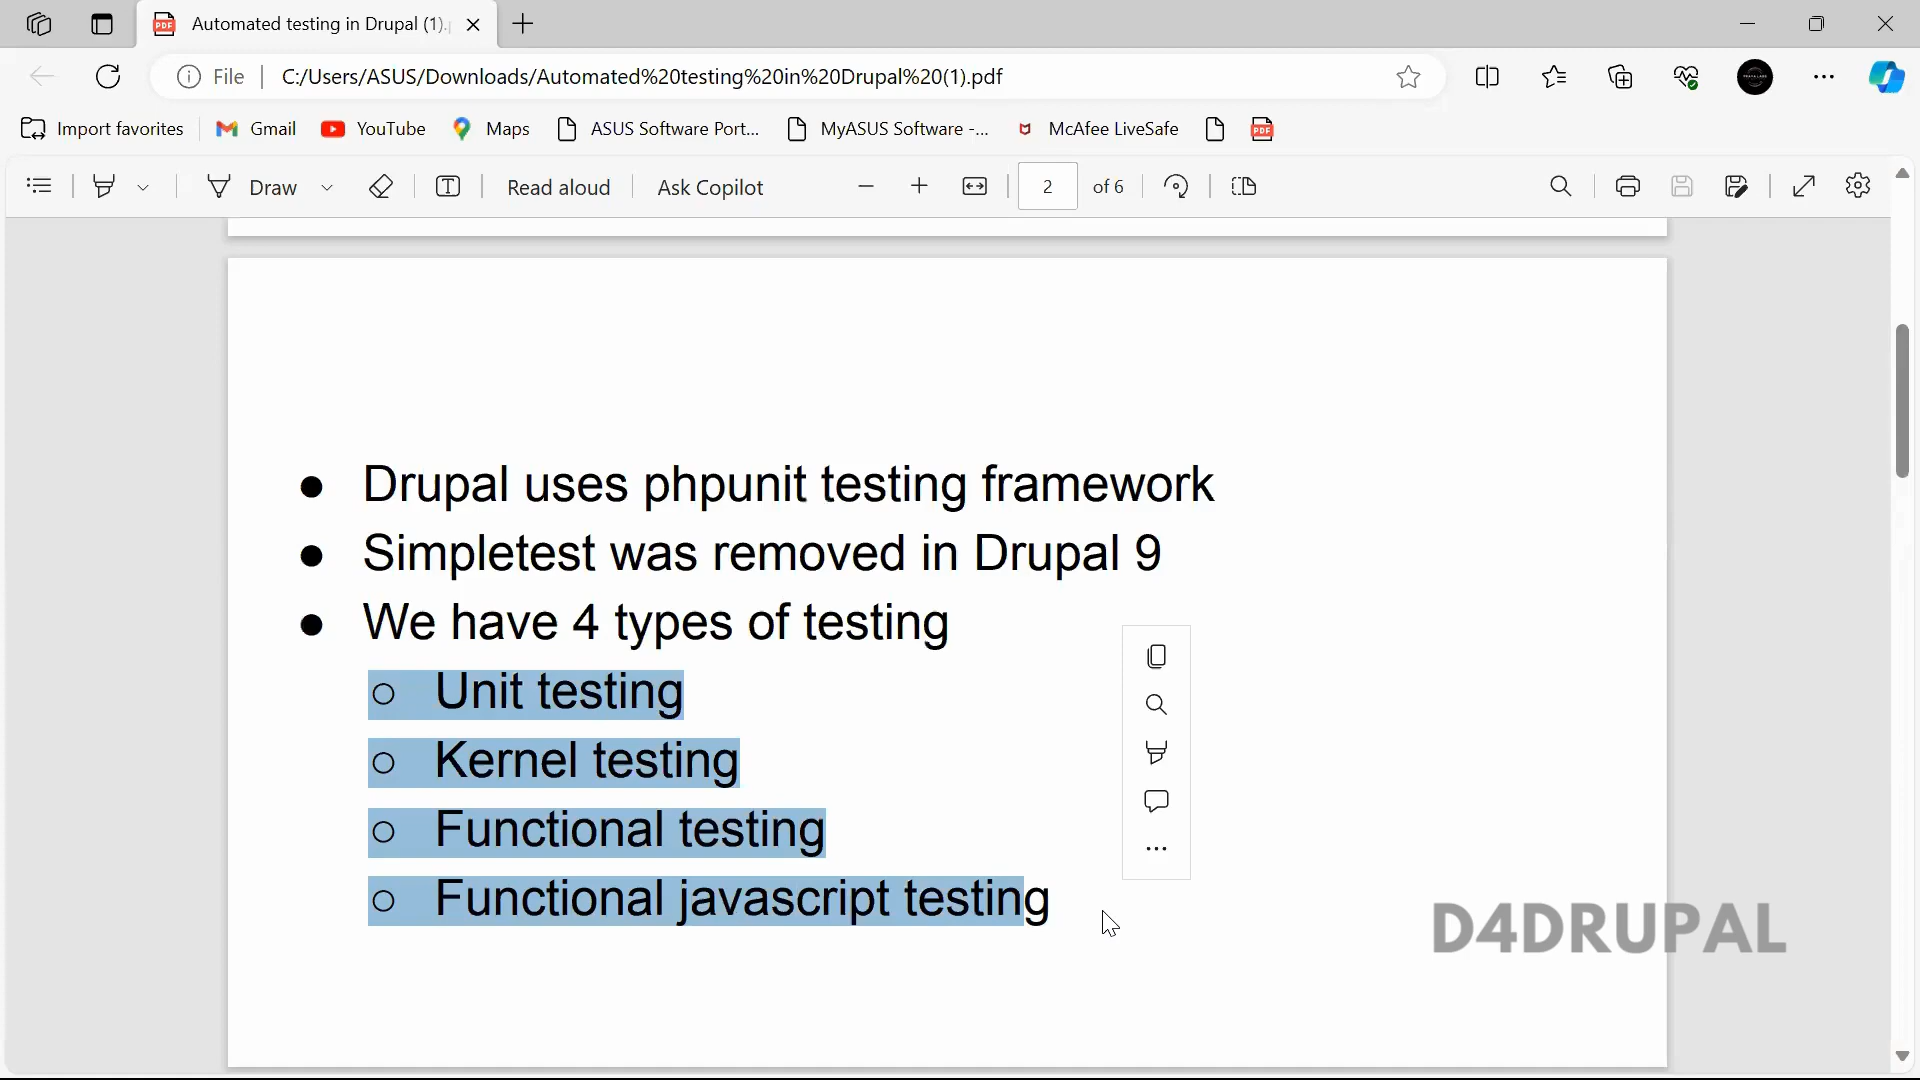 Automated testing in Drupal (1).
File
C:/Users/ASUS/Downloads/Automated%20testing%20in%20Drupal%20(1).pdf
Import favorites
Gmail
YouTube
Maps
ASUS Software Port...
MyASUS Software -...
McAfee LiveSafe
PDF
Draw
Read aloud
Ask Copilot
2 of 6
● Drupal uses phpunit testing framework
● Simpletest was removed in Drupal 9
● We have 4 types of testing
○ Unit testing
○ Kernel testing
○ Functional testing
○ Functional javascript testing
D4DRUPAL